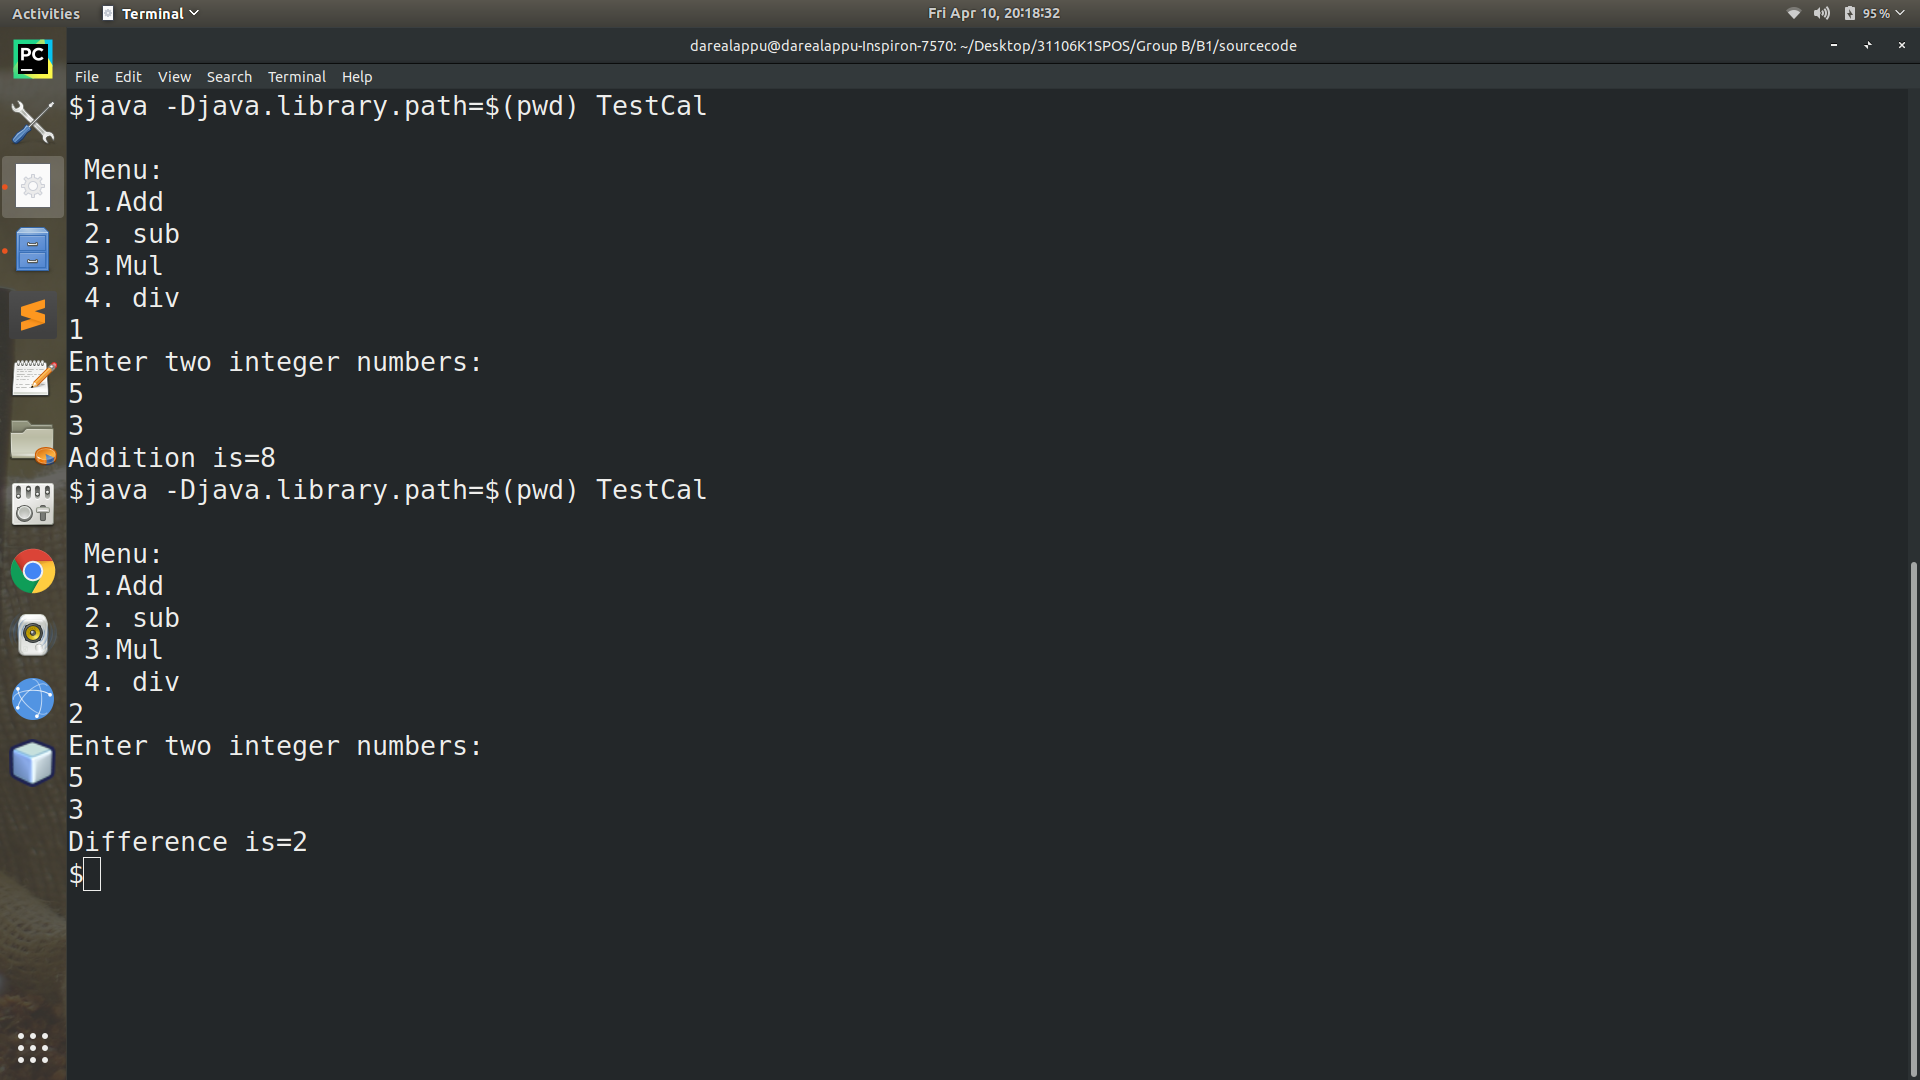 Activities Terminal Fri Apr 10, 20:18:32 95%
PC
darealappu@darealappu-Inspiron-7570: ~/Desktop/31106K1SPOS/Group B/B1/sourcecode
File Edit View Search Terminal Help
$java -Djava.library.path=$(pwd) TestCal
Menu:
1.Add
2. sub
3.Mul
4. div
1
Enter two integer numbers:
5
3
Addition is=8
$java -Djava.library.path=$(pwd) TestCal
Menu:
1.Add
2. sub
3.Mul
4. div
2
Enter two integer numbers:
5
3
Difference is=2
$